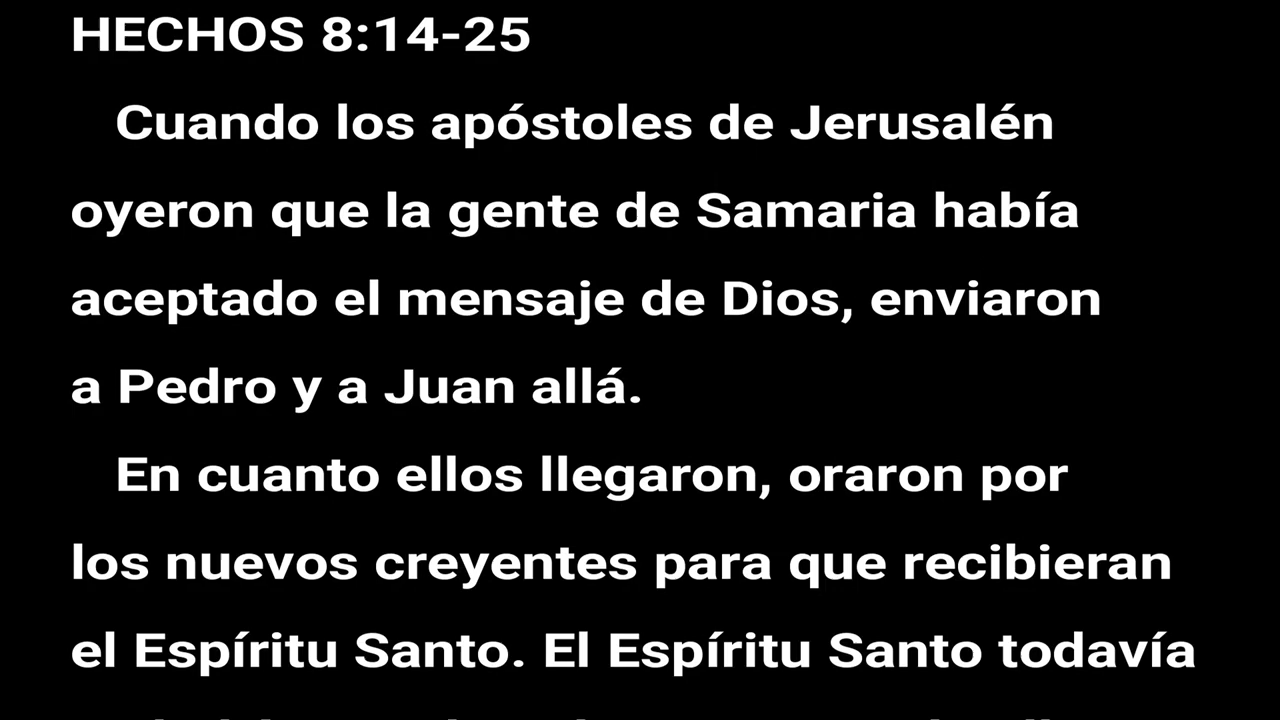 HECHOS 8:14-25
Cuando los apóstoles de Jerusalén
oyeron que la gente de Samaria había
aceptado el mensaje de Dios, enviaron
a Pedro y a Juan allá.
En cuanto ellos llegaron, oraron por
los nuevos creyentes para que recibieran
el Espíritu Santo. El Espíritu Santo todavía